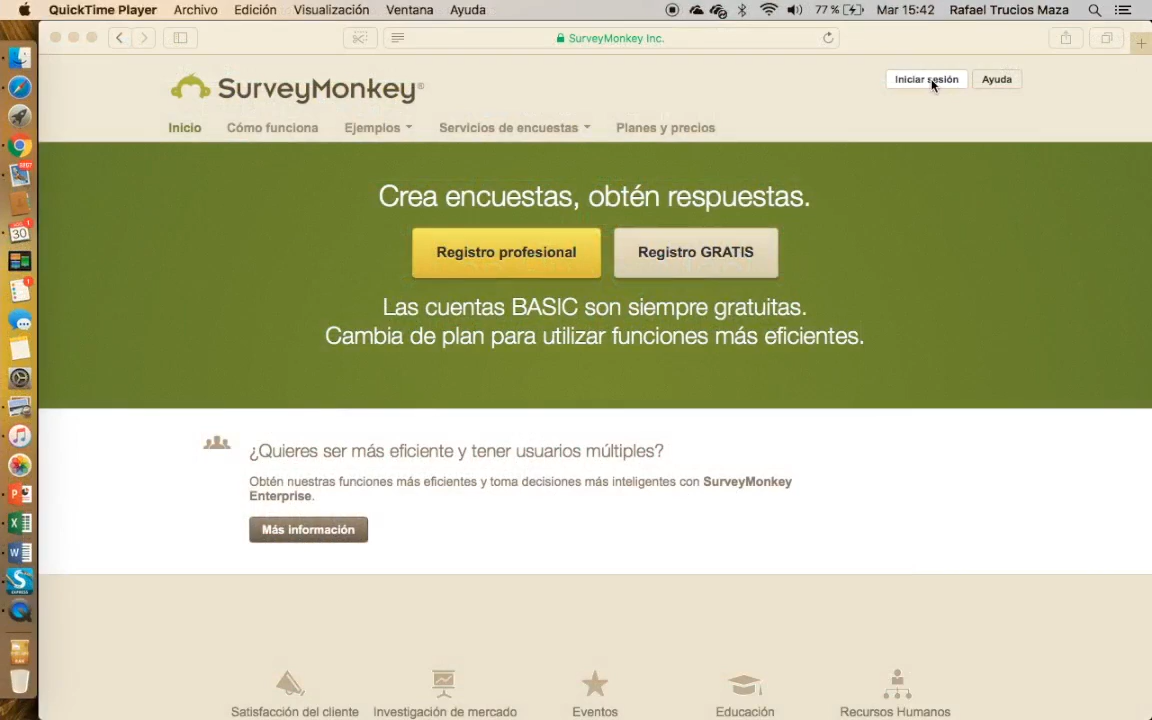 QuickTime Player Archivo Edición Visualización Ventana Ayuda 77 % Mar 15:42 Rafael Trucios Maza
SurveyMonkey Inc.
SurveyMonkey®
Iniciar sesión Ayuda
Inicio Cómo funciona Ejemplos Servicios de encuestas Planes y precios
Crea encuestas, obtén respuestas.
Registro profesional Registro GRATIS
Las cuentas BASIC son siempre gratuitas.
Cambia de plan para utilizar funciones más eficientes.
¿Quieres ser más eficiente y tener usuarios múltiples?
Obtén nuestras funciones más eficientes y toma decisiones más inteligentes con SurveyMonkey
Enterprise.
Más información
Satisfacción del cliente Investigación de mercado Eventos Educación Recursos Humanos
30